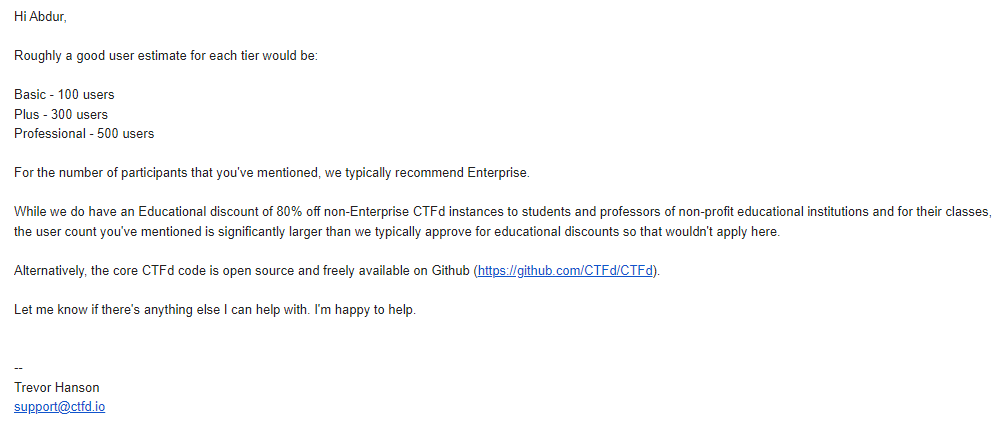 Hi Abdur,
Roughly a good user estimate for each tier would be:
Basic - 100 users
Plus - 300 users
Professional - 500 users
For the number of participants that you've mentioned, we typically recommend Enterprise.
While we do have an Educational discount of 80% off non-Enterprise CTFd instances to students and professors of non-profit educational institutions and for their classes,
the user count you've mentioned is significantly larger than we typically approve for educational discounts so that wouldn't apply here.
Alternatively, the core CTFd code is open source and freely available on Github (https://github.com/CTFd/CTFd).
Let me know if there's anything else I can help with. I'm happy to help.
--
Trevor Hanson
support@ctfd.io